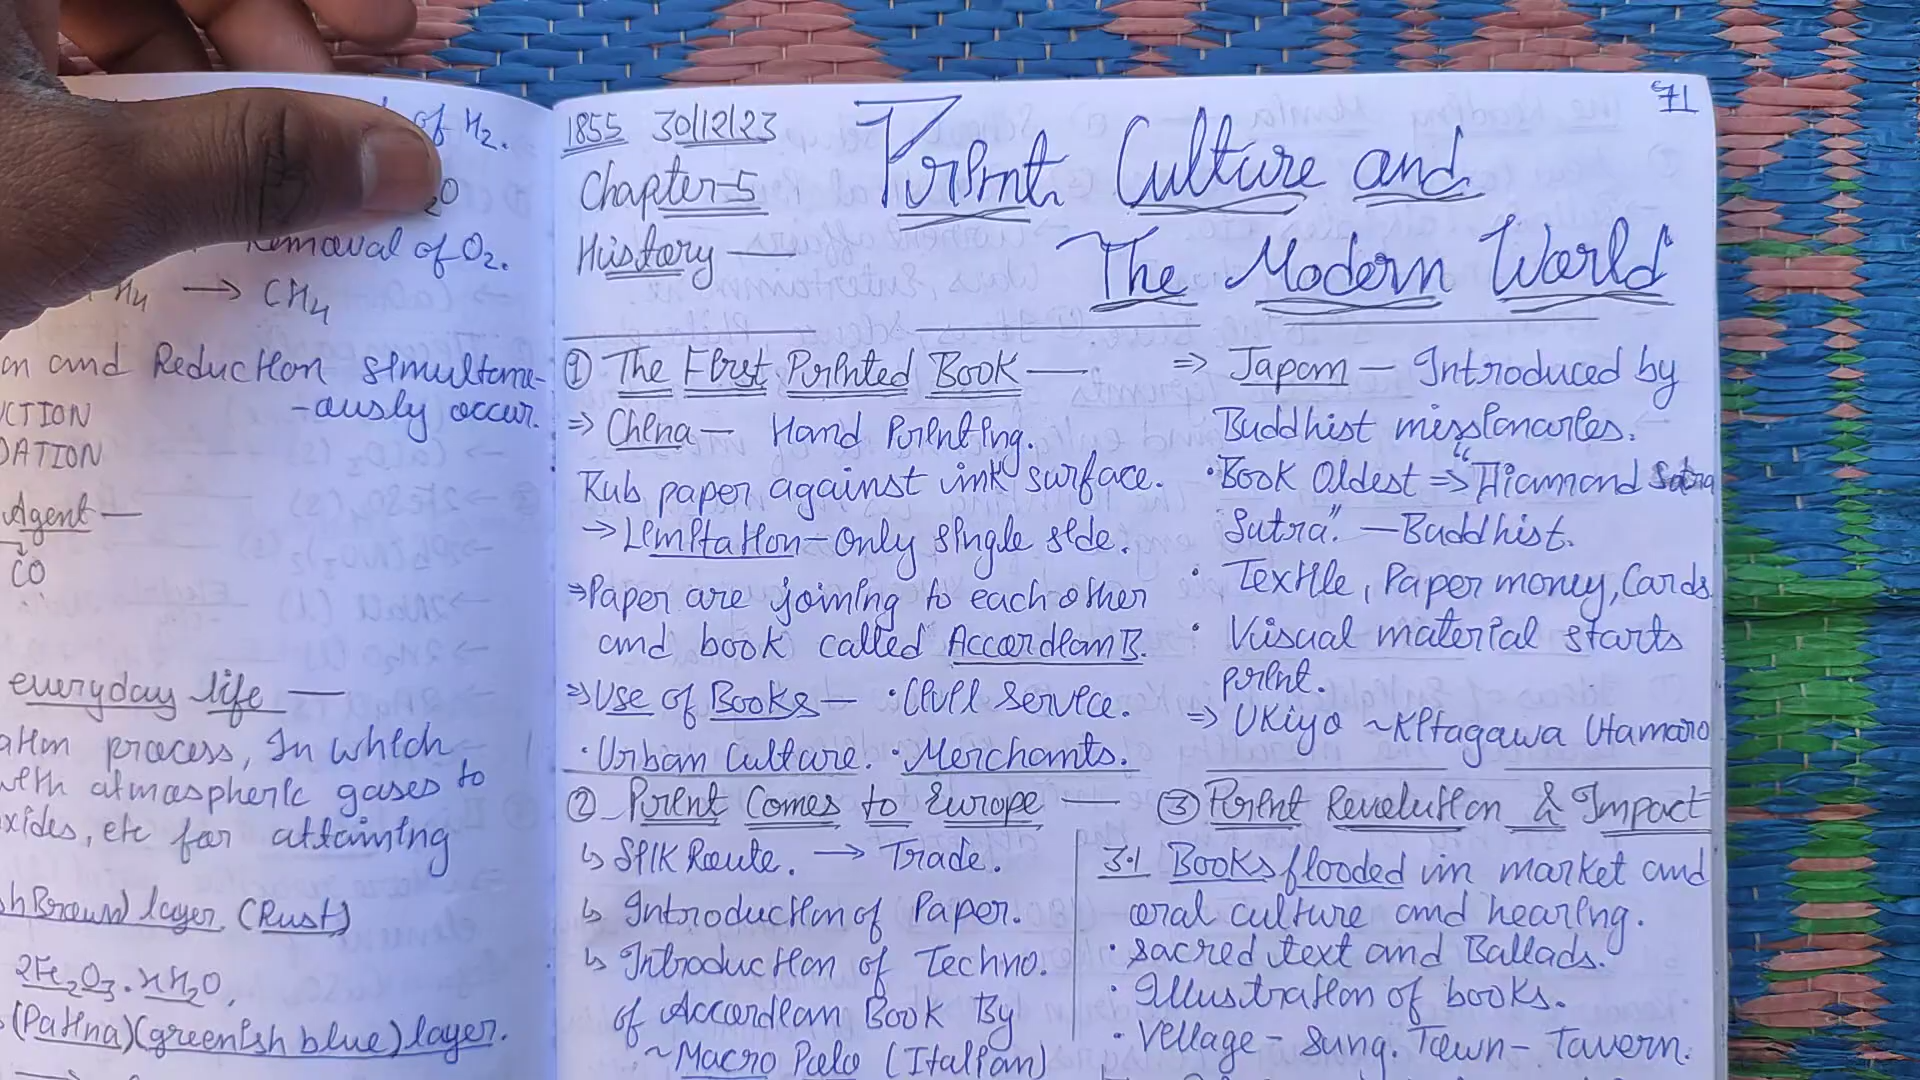 of H₂.
Removal of O₂.
H₄ → CH₄
and Reduction simultane-
-ously occur.
CTION
DATION
Agent —
CO
everyday life —
process, In which
with atmospheric gases to
oxides, etc for attaining
Brown) layer. (Rust)
2Fe₂O₃.xH₂O,
(Patina)(greenish blue) layer.
71
1855 30/12/23
Chapter-5
History —
Print Culture and
The Modern World
① The First Printed Book —
⇒ China — Hand Printing.
Rub paper against ink surface.
→ Limitation - Only single side.
⇒ Paper are joining to each other
and book called Accordian B.
⇒ Use of Books — • Civil Service.
• Urban Culture. • Merchants.
⇒ Japan — Introduced by
Buddhist missionaries.
• Book Oldest ⇒ "Diamond
Sutra". — Buddhist.
• Textile, Paper money, Cards
• Visual material starts
print.
⇒ Ukiyo ~ Kitagawa Utamaro
② Print Comes to Europe —
↳ Silk Route. → Trade.
↳ Introduction of Paper.
↳ Introduction of Techno.
of Accordian Book By
~ Macro Palo (Italian)
③ Print Revolution & Impact
3.1 Books flooded in market and
oral culture and hearing.
• Sacred text and Ballads.
• Illustration of books.
• Village - Sung. Town - Tavern.